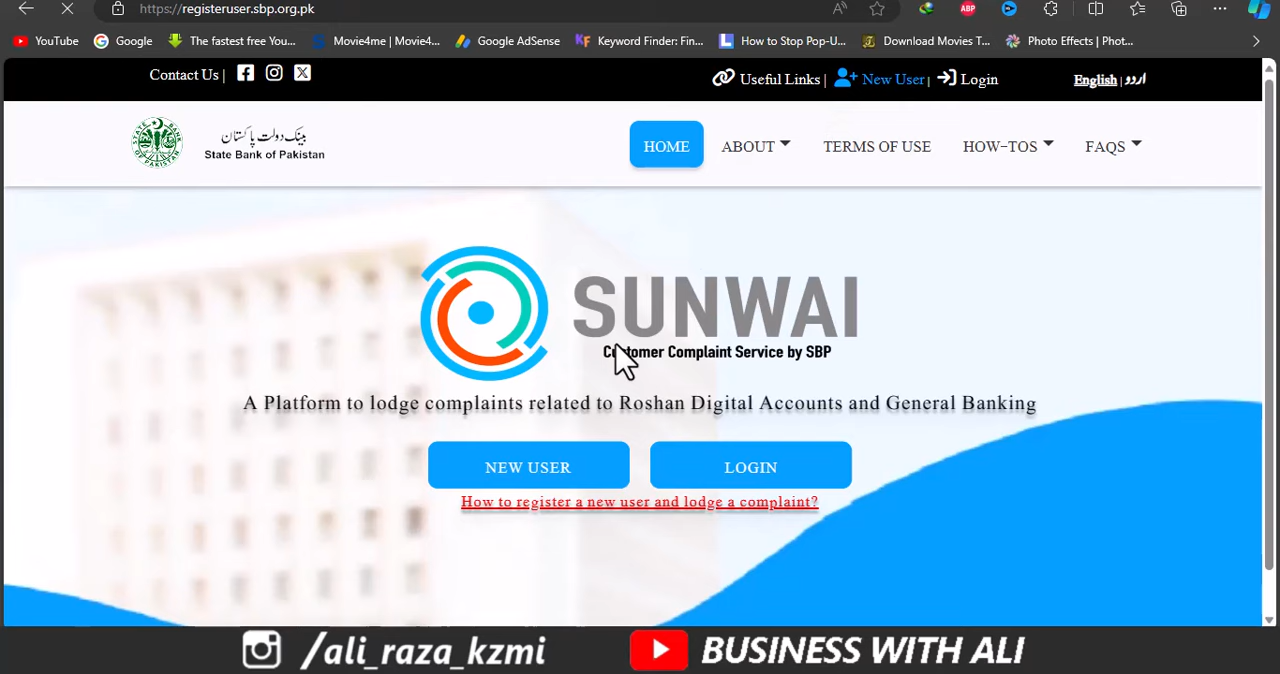 https://registeruser.sbp.org.pk
YouTube Google The fastest free You... Movie4me | Movie4... Google AdSense Keyword Finder: Fin... How to Stop Pop-U... Download Movies T... Photo Effects | Phot...
Contact Us | Useful Links | New User | Login English | اردو
بینک دولت پاکستان
State Bank of Pakistan
HOME ABOUT TERMS OF USE HOW-TOS FAQS
SUNWAI
Customer Complaint Service by SBP
A Platform to lodge complaints related to Roshan Digital Accounts and General Banking
NEW USER LOGIN
How to register a new user and lodge a complaint?
/ali_raza_kzmi BUSINESS WITH ALI